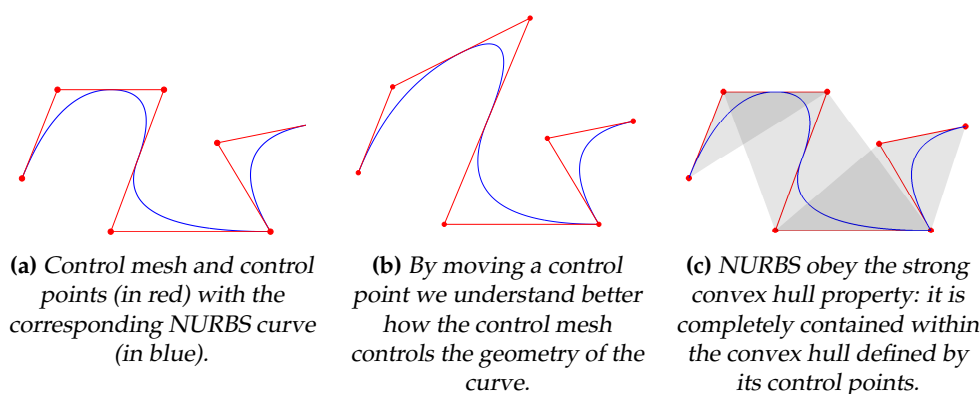 (a) Control mesh and control
points (in red) with the
corresponding NURBS curve
(in blue).
(b) By moving a control
point we understand better
how the control mesh
controls the geometry of the
curve.
(c) NURBS obey the strong
convex hull property: it is
completely contained within
the convex hull defined by
its control points.